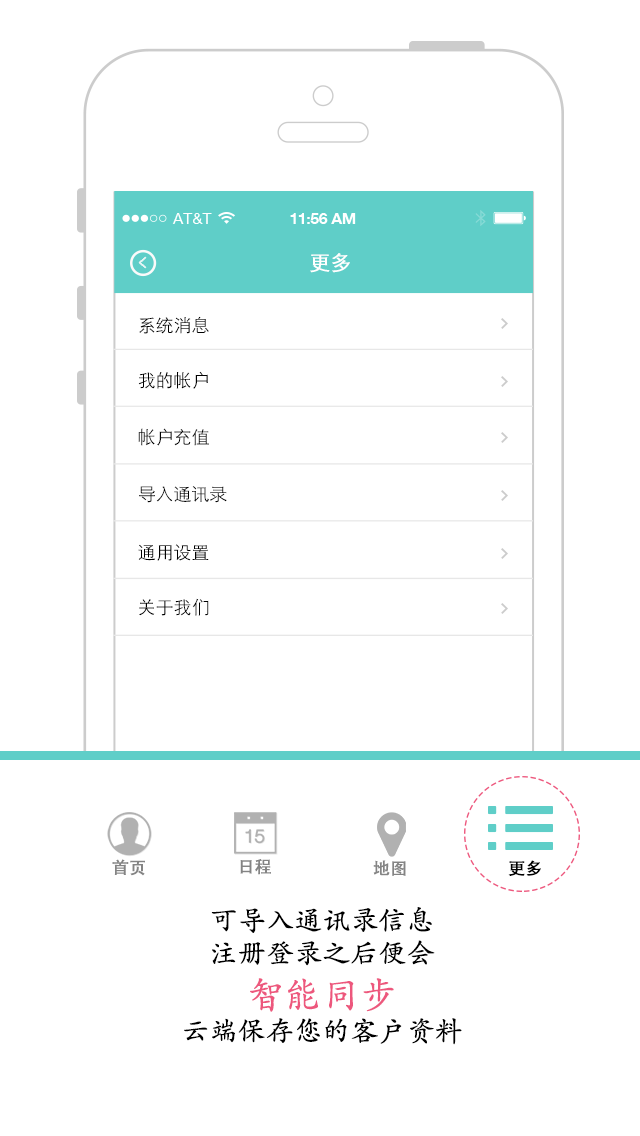 AT&T 11:56 AM
更多
系统消息
我的帐户
帐户充值
导入通讯录
通用设置
关于我们
15
首页 日程 地图 更多
可导入通讯录信息
注册登录之后便会
智能同步
云端保存您的客户资料